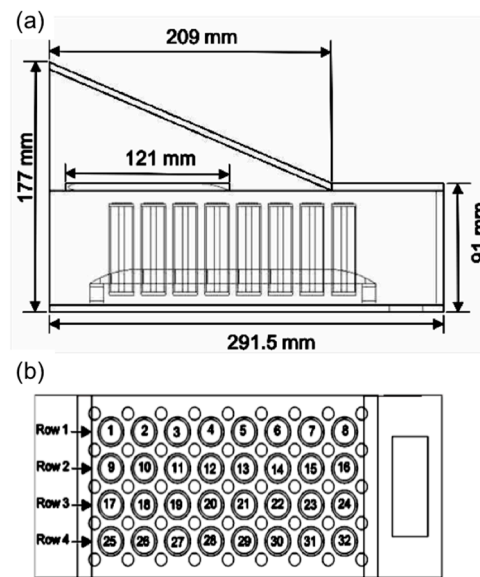 (a)
209 mm
177 mm
121 mm
91 mm
291.5 mm
(b)
Row 1 1 2 3 4 5 6 7 8
Row 2 9 10 11 12 13 14 15 16
Row 3 17 18 19 20 21 22 23 24
Row 4 25 26 27 28 29 30 31 32